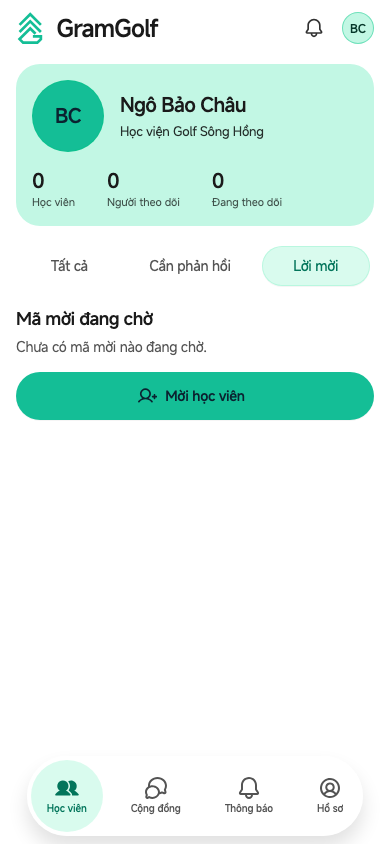 GramGolf
BC
BC
Ngô Bảo Châu
Học viện Golf Sông Hồng
0
0
0
Học viên
Người theo dõi
Đang theo dõi
Tất cả
Cần phản hồi
Lời mời
Mã mời đang chờ
Chưa có mã mời nào đang chờ.
Mời học viên
Học viên
Cộng đồng
Thông báo
Hồ sơ